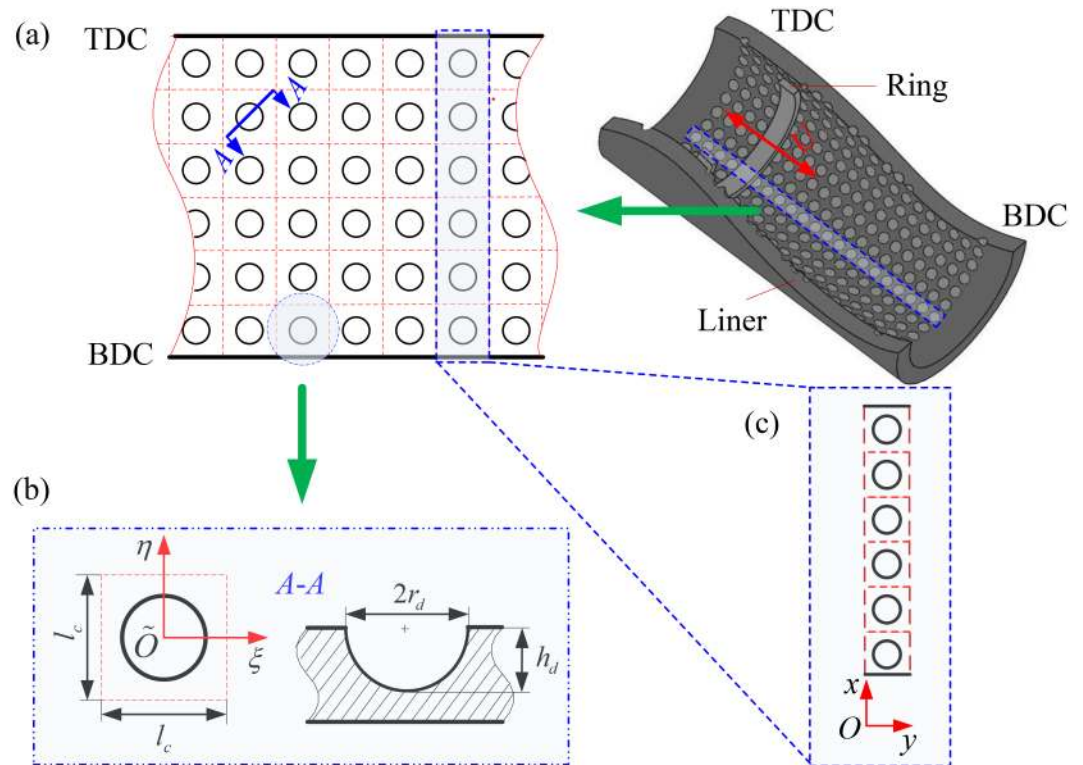 (a)
TDC
A
A
BDC
TDC
Ring
U
BDC
Liner
(b)
η
A-A
2r_d
l_c
Õ
ξ
h_d
l_c
(c)
x
O
y